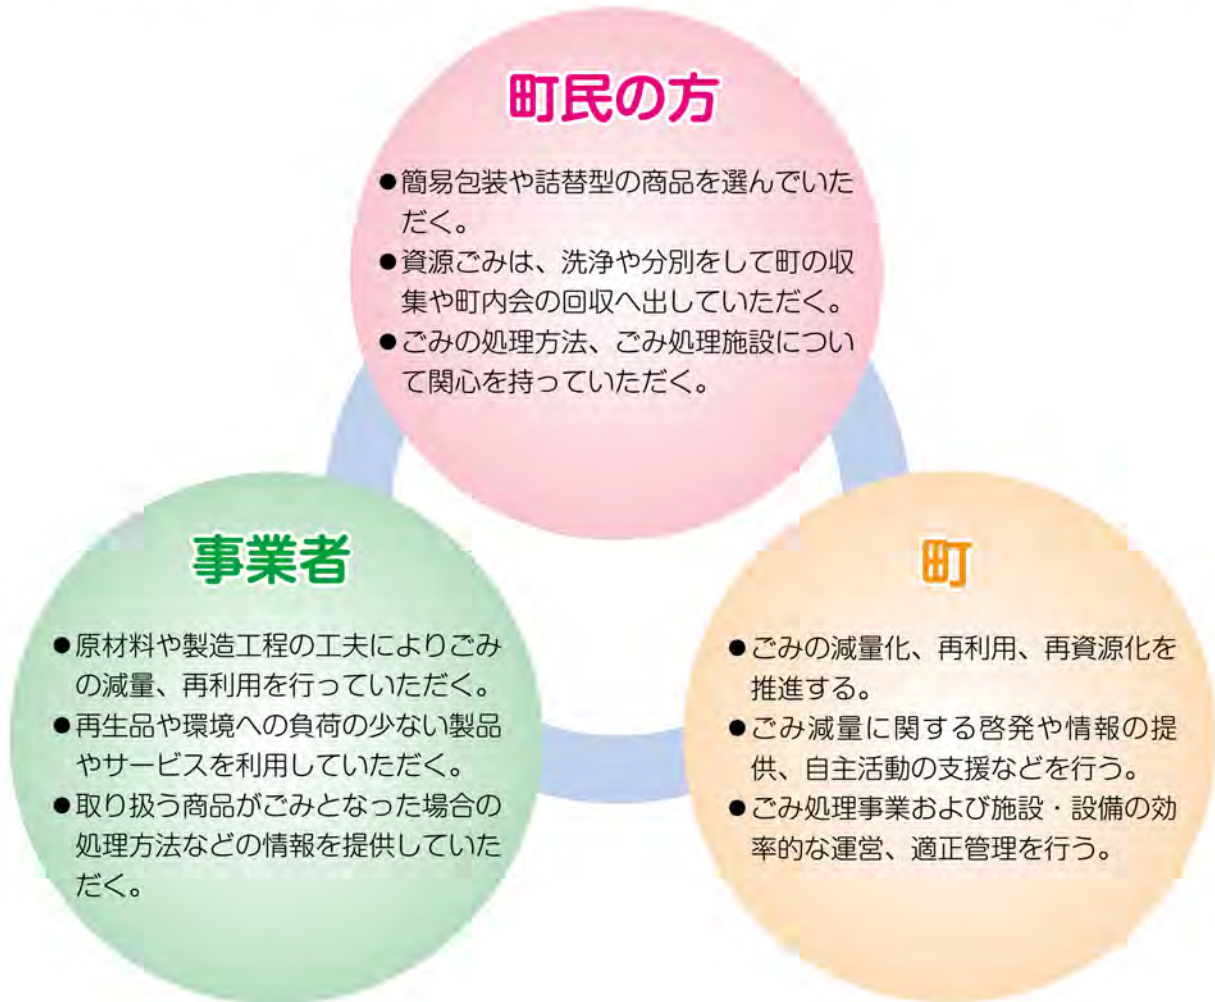 町民の方
●簡易包装や詰替型の商品を選んでいた
だく。
●資源ごみは、洗浄や分別をして町の収
集や町内会の回収へ出していただく。
●ごみの処理方法、ごみ処理施設につい
て関心を持っていただく。
事業者
●原材料や製造工程の工夫によりごみ
の減量、再利用を行っていただく。
●再生品や環境への負荷の少ない製品
やサービスを利用していただく。
●取り扱う商品がごみとなった場合の
処理方法などの情報を提供していた
だく。
町
●ごみの減量化、再利用、再資源化を
推進する。
●ごみ減量に関する啓発や情報の提
供、自主活動の支援などを行う。
●ごみ処理事業および施設・設備の効
率的な運営、適正管理を行う。